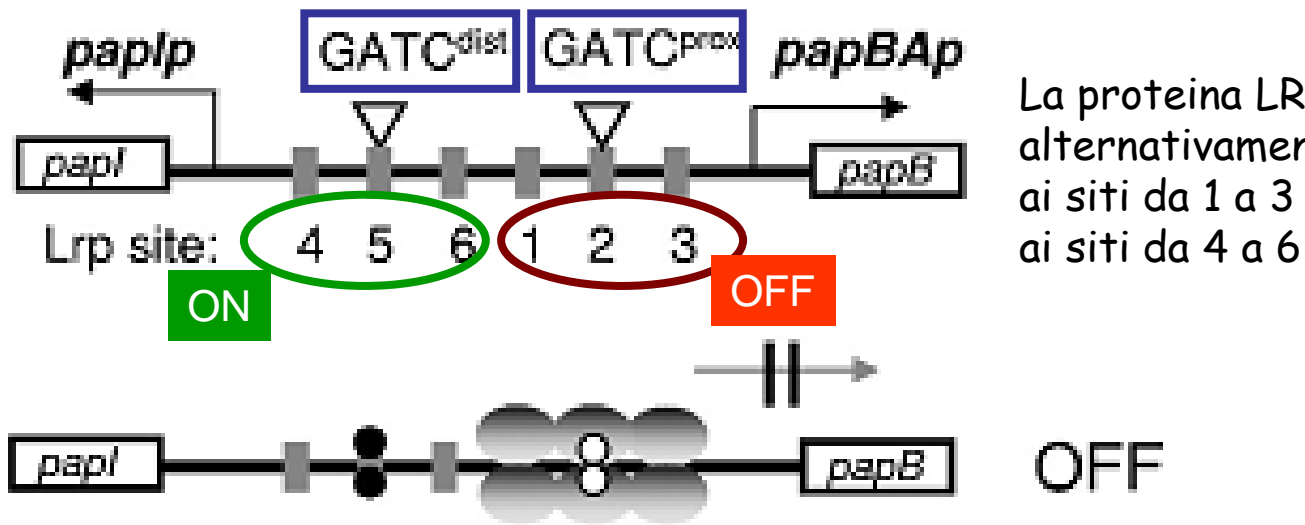 papIp GATCdist GATCprox papBAp
papI papB
Lrp site: 4 5 6 1 2 3
ON OFF
La proteina LR
alternativamen
ai siti da 1 a 3
ai siti da 4 a 6
papI papB OFF